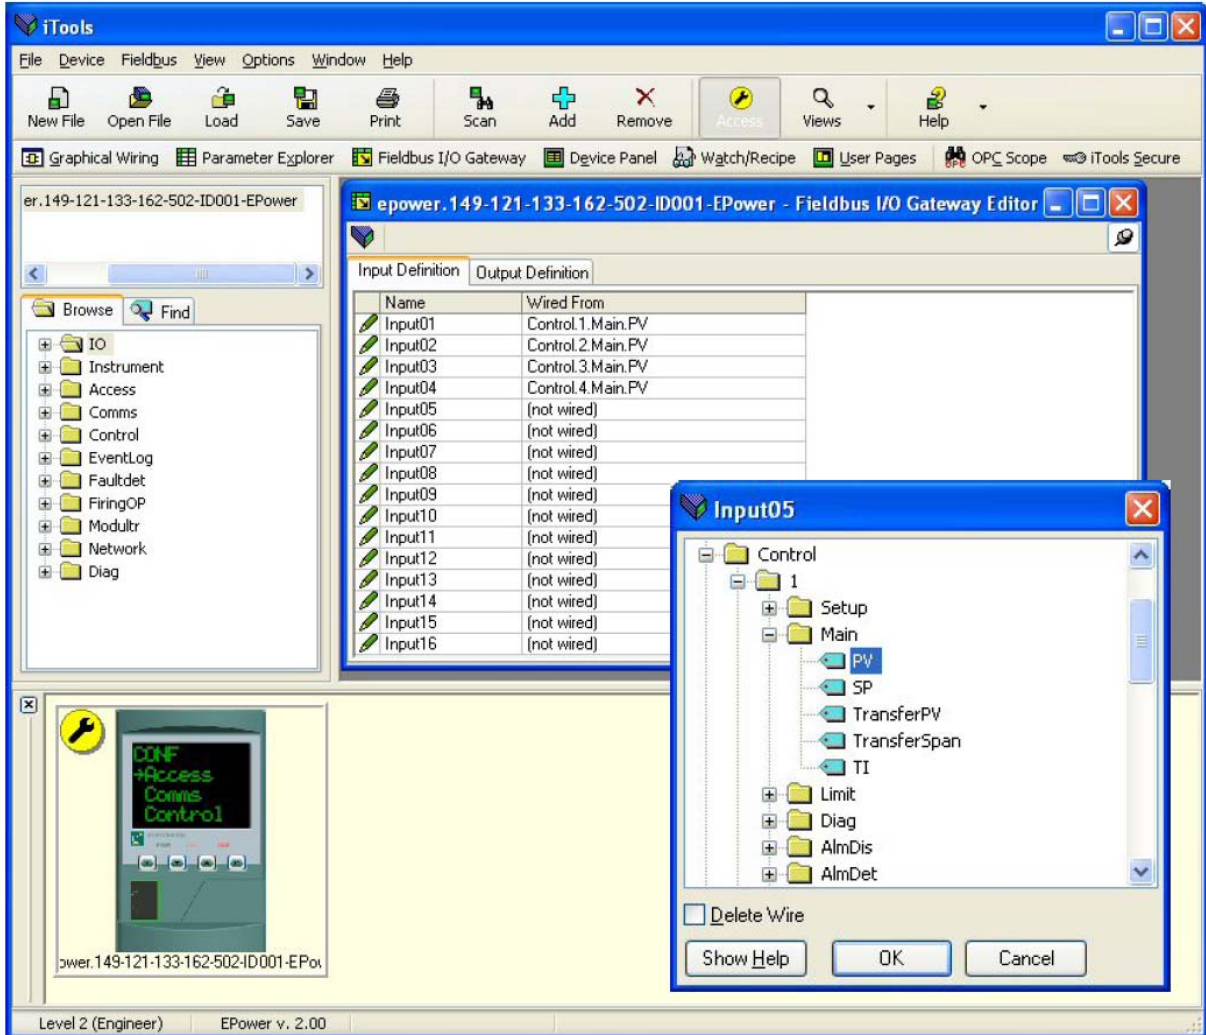 iTools
File Device Fieldbus View Options Window Help
New File Open File Load Save Print Scan Add Remove Access Views Help
Graphical Wiring Parameter Explorer Fieldbus I/O Gateway Device Panel Watch/Recipe User Pages OPC Scope iTools Secure
er.149-121-133-162-502-ID001-EPower
Browse Find
IO
Instrument
Access
Comms
Control
EventLog
Faultdet
FiringOP
Modultr
Network
Diag
epower.149-121-133-162-502-ID001-EPower - Fieldbus I/O Gateway Editor
Input Definition Output Definition
Name Wired From
Input01 Control.1.Main.PV
Input02 Control.2.Main.PV
Input03 Control.3.Main.PV
Input04 Control.4.Main.PV
Input05 (not wired)
Input06 (not wired)
Input07 (not wired)
Input08 (not wired)
Input09 (not wired)
Input10 (not wired)
Input11 (not wired)
Input12 (not wired)
Input13 (not wired)
Input14 (not wired)
Input15 (not wired)
Input16 (not wired)
Input05
Control
1
Setup
Main
PV
SP
TransferPV
TransferSpan
TI
Limit
Diag
AlmDis
AlmDet
Delete Wire
Show Help OK Cancel
CONF
→Access
Comms
Control
ower.149-121-133-162-502-ID001-EPow
Level 2 (Engineer) EPower v. 2.00